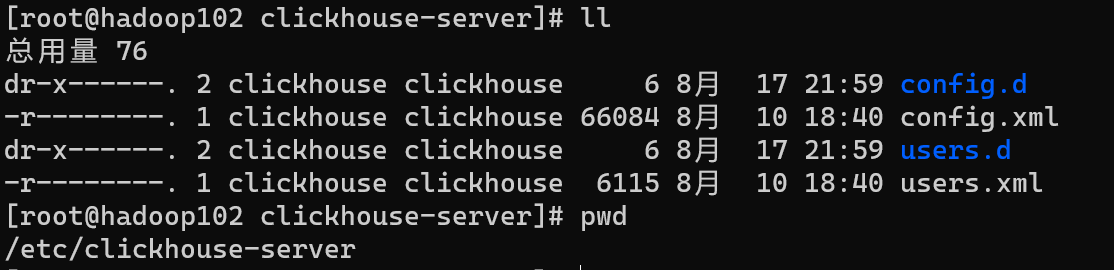 [root@hadoop102 clickhouse-server]# ll
总用量 76
dr-x------. 2 clickhouse clickhouse     6 8月  17 21:59 config.d
-r--------. 1 clickhouse clickhouse 66084 8月  10 18:40 config.xml
dr-x------. 2 clickhouse clickhouse     6 8月  17 21:59 users.d
-r--------. 1 clickhouse clickhouse  6115 8月  10 18:40 users.xml
[root@hadoop102 clickhouse-server]# pwd
/etc/clickhouse-server